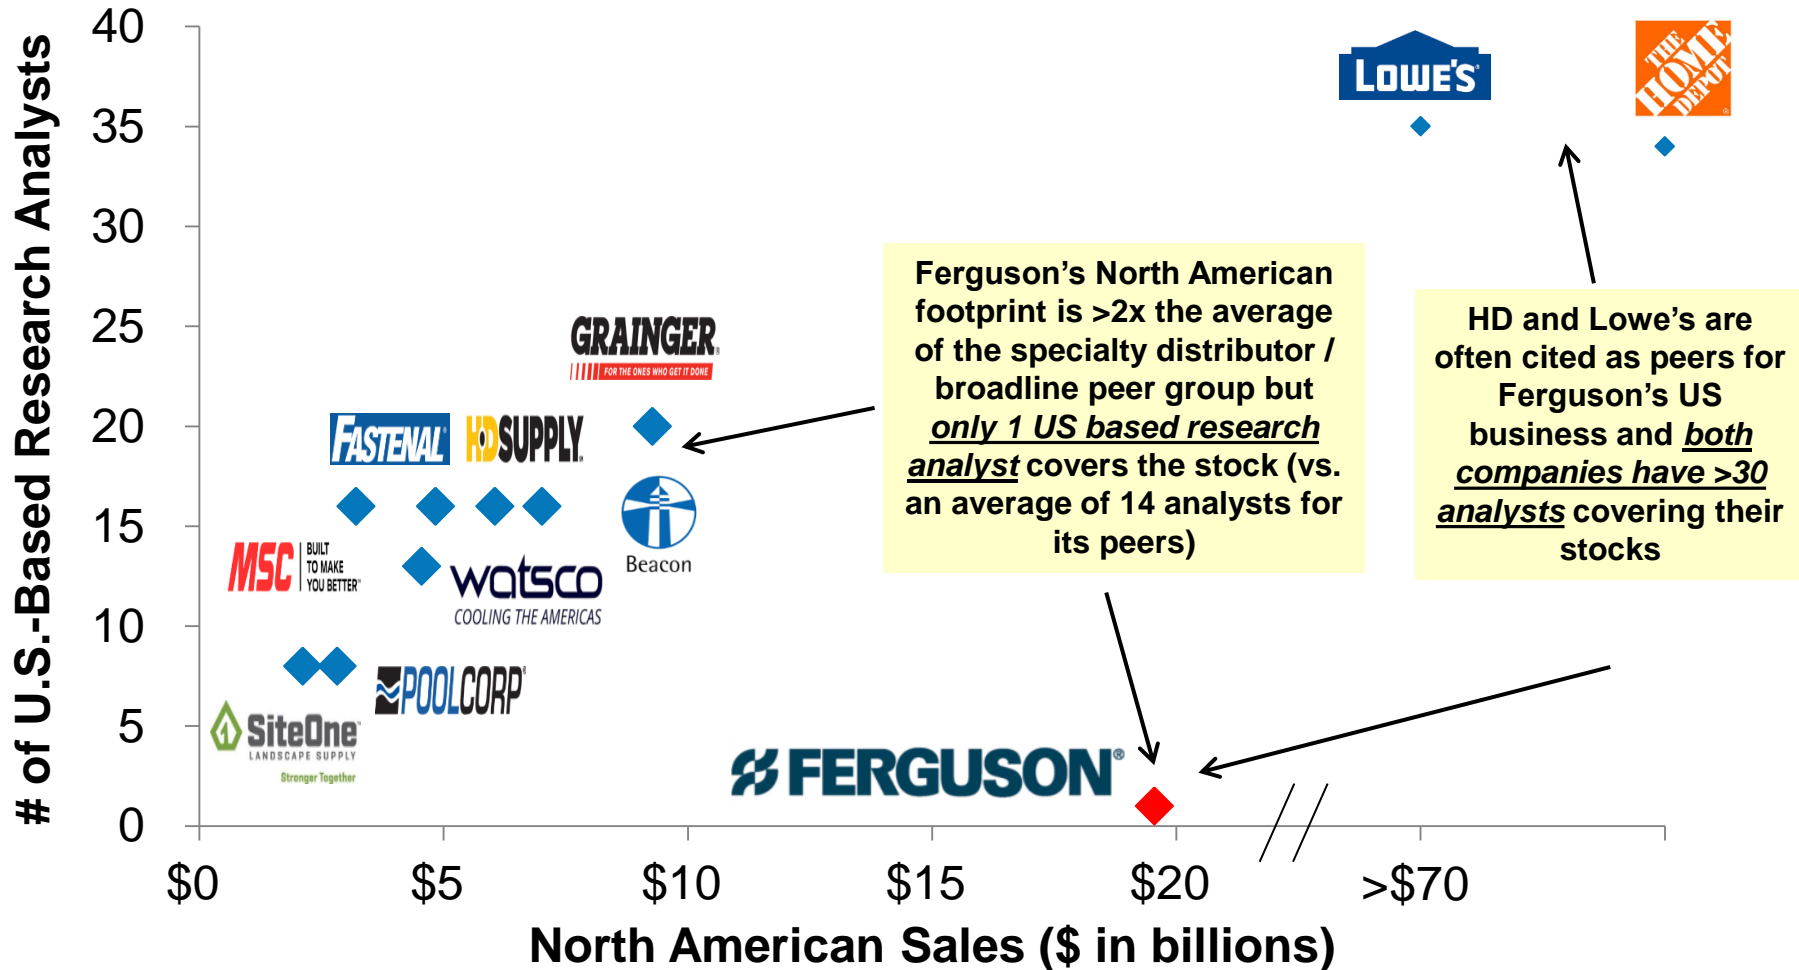 # of U.S.-Based Research Analysts
40
35
30
25
20
15
10
5
0
LOWE'S
THE
HOME
DEPOT
GRAINGER
FOR THE ONES WHO GET IT DONE
FASTENAL
HD SUPPLY
Beacon
MSC
BUILT
TO MAKE
YOU BETTER™
watsco
COOLING THE AMERICAS
POOLCORP
SiteOne
LANDSCAPE SUPPLY
Stronger Together
FERGUSON®
Ferguson's North American
footprint is >2x the average
of the specialty distributor /
broadline peer group but
only 1 US based research
analyst covers the stock (vs.
an average of 14 analysts for
its peers)
HD and Lowe's are
often cited as peers for
Ferguson's US
business and both
companies have >30
analysts covering their
stocks
$0
$5
$10
$15
$20
>$70
North American Sales ($ in billions)